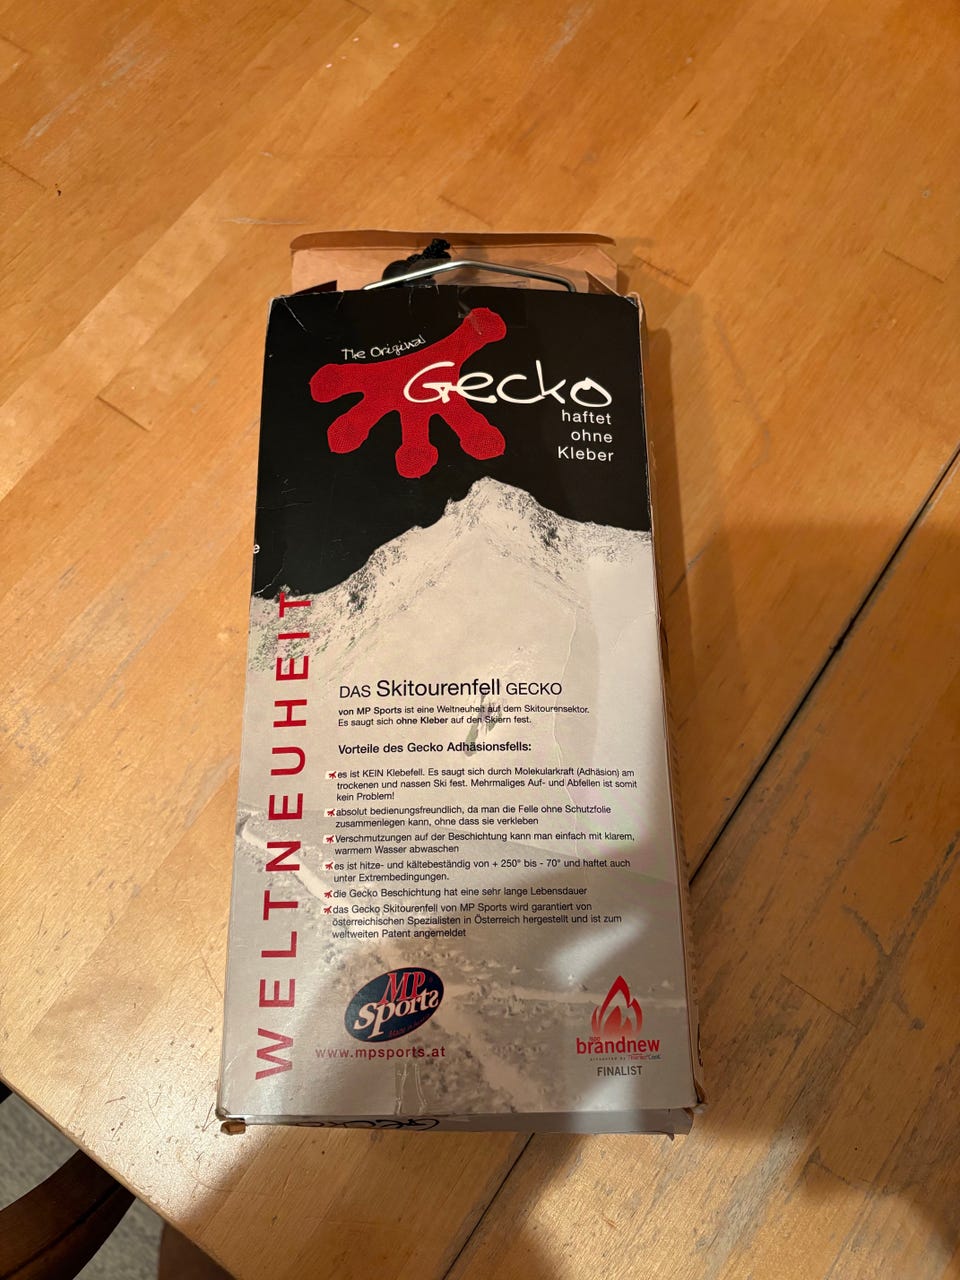 The Original
Gecko
haftet
ohne
Kleber
e
WELTNEUHEIT
DAS Skitourenfell GECKO
von MP Sports ist eine Weltneuheit auf dem Skitourensektor.
Es saugt sich ohne Kleber auf den Skiern fest.
Vorteile des Gecko Adhäsionsfells:
es ist KEIN Klebefell. Es saugt sich durch Molekularkraft (Adhäsion) am
trockenen und nassen Ski fest. Mehrmaliges Auf- und Abfellen ist somit
kein Problem!
absolut bedienungsfreundlich, da man die Felle ohne Schutzfolie
zusammenlegen kann, ohne dass sie verkleben
Verschmutzungen auf der Beschichtung kann man einfach mit klarem,
warmem Wasser abwaschen
es ist hitze- und kältebeständig von + 250° bis - 70° und haftet auch
unter Extrembedingungen.
die Gecko Beschichtung hat eine sehr lange Lebensdauer
das Gecko Skitourenfell von MP Sports wird garantiert von
österreichischen Spezialisten in Österreich hergestellt und ist zum
weltweiten Patent angemeldet
MP
Sports
Made in
www.mpsports.at
ispo
brandnew
presented by
FINALIST
Gecko